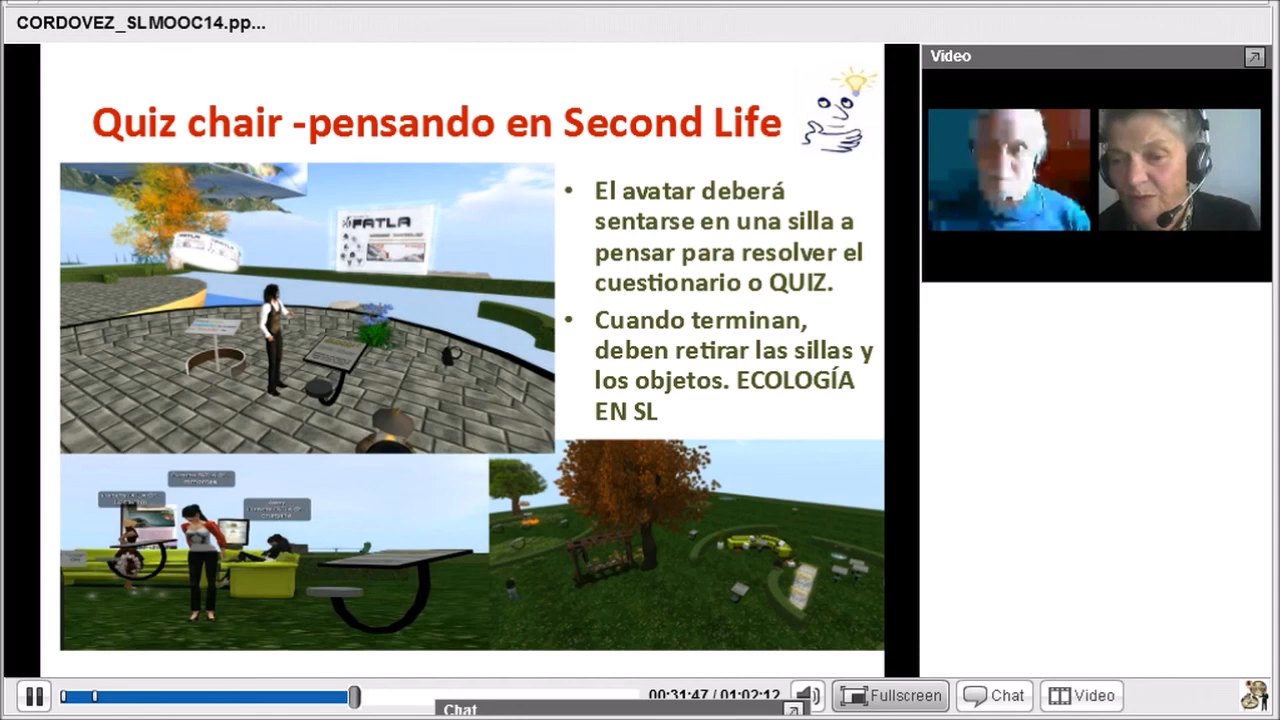 CORDOVEZ_SLMOOC14.pp...
Video
Quiz chair -pensando en Second Life
FATLA
• El avatar deberá
sentarse en una silla a
pensar para resolver el
cuestionario o QUIZ.
• Cuando terminan,
deben retirar las sillas y
los objetos. ECOLOGÍA
EN SL
00:31:47 / 01:02:12
Fullscreen
Chat
Video
Chat